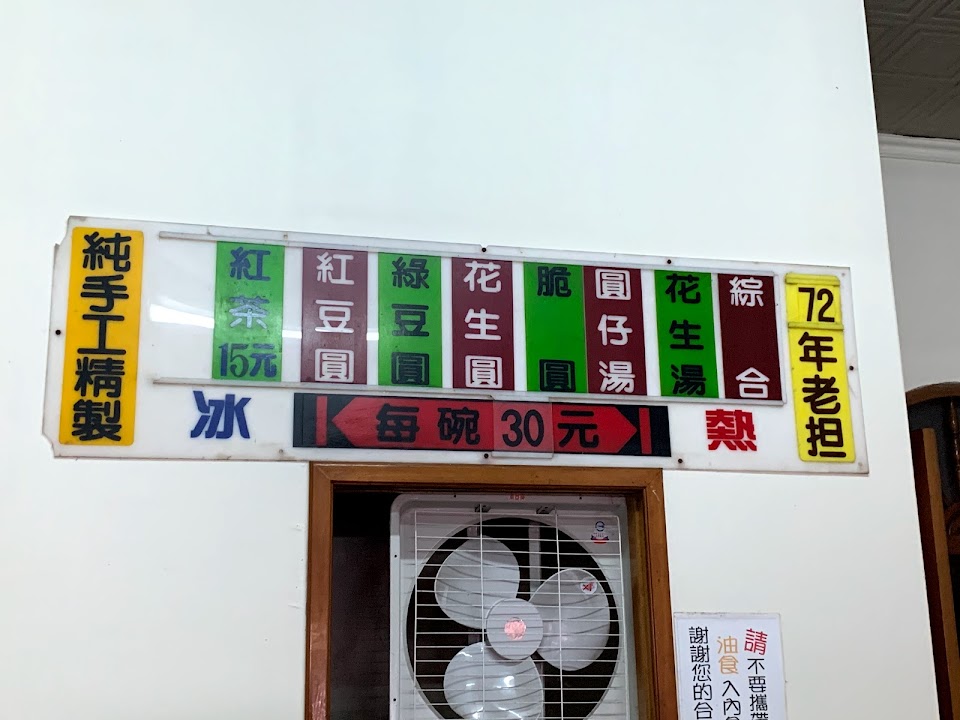 純手工精製
紅茶15元
紅豆圓
綠豆圓
花生圓
脆圓
圓仔湯
花生湯
綜合
72年老担
冰
每碗30元
熱
請不要攜帶
油食入內
謝謝您的合